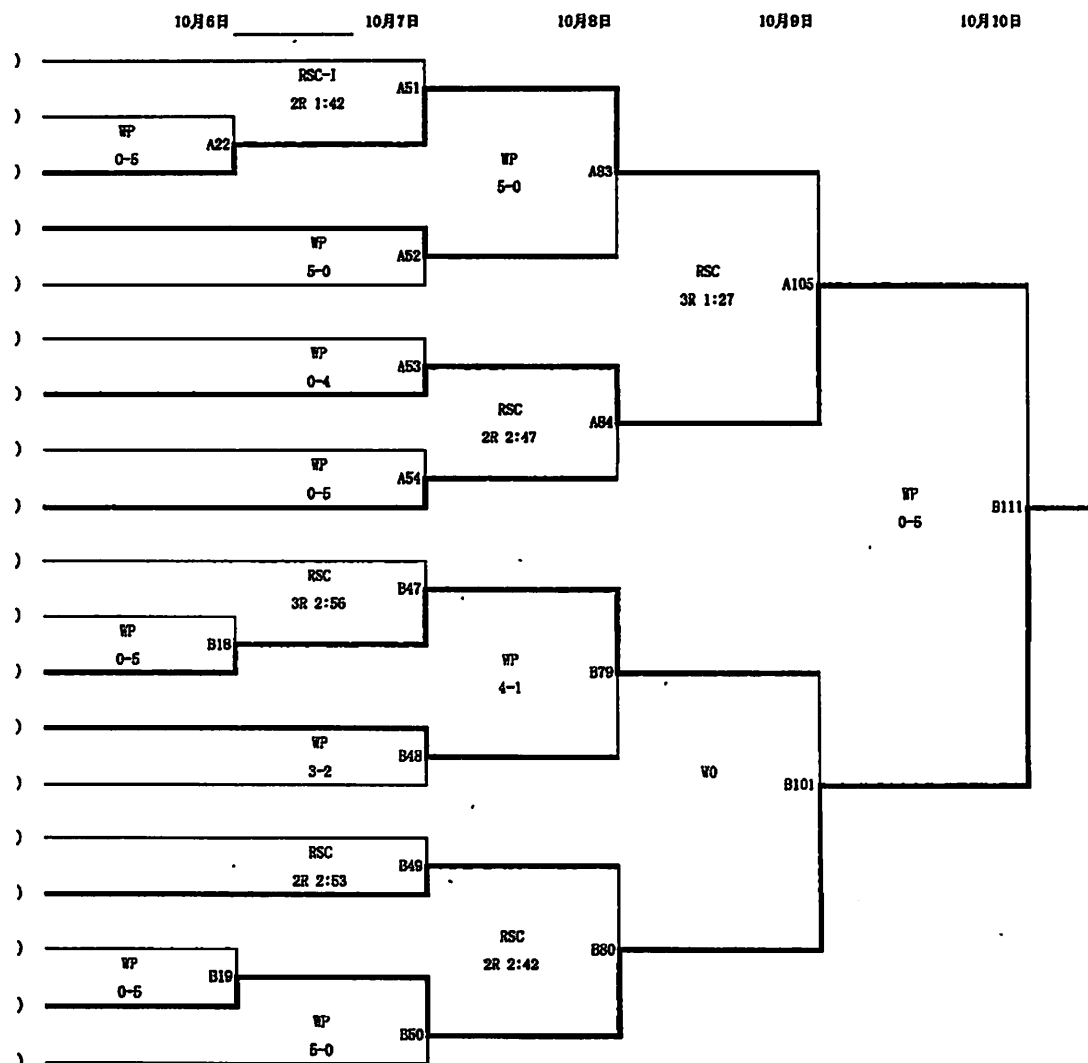 10月6日 10月7日 10月8日 10月9日 10月10日
)
RSC-I
2R 1:42
A51
)
WP
0-5
A22
)
WP
5-0
A83
)
WP
5-0
A52
)
RSC
3R 1:27
A105
)
WP
0-4
A53
)
RSC
2R 2:47
A84
)
WP
0-5
A54
)
WP
0-5
B111
)
RSC
3R 2:56
B47
)
WP
0-5
B18
)
WP
4-1
B79
)
WP
3-2
B48
)
WO
B101
)
RSC
2R 2:53
B49
)
RSC
2R 2:42
B80
)
WP
0-5
B19
)
WP
5-0
B50
)